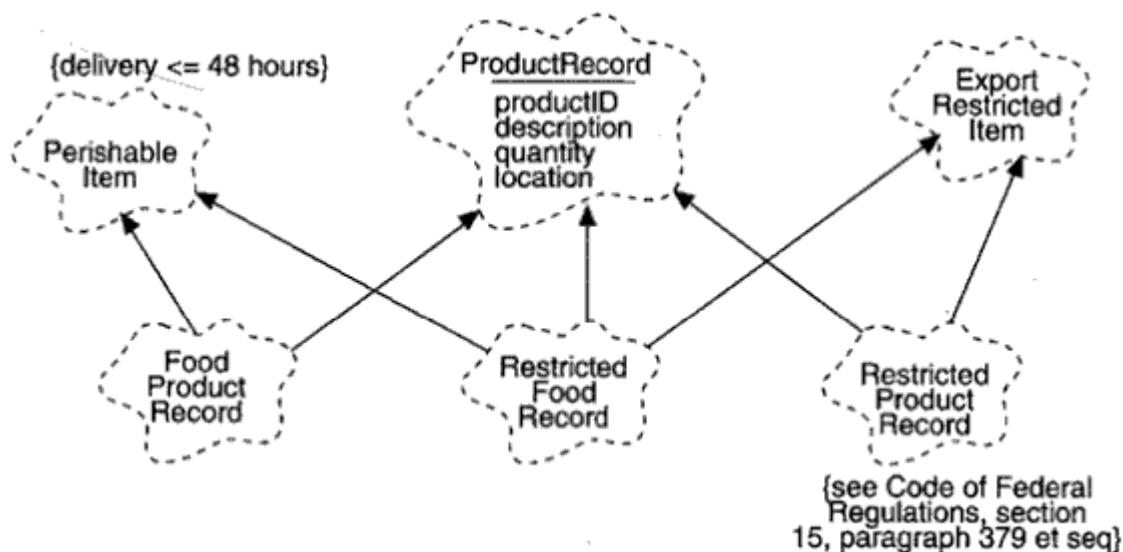 {delivery <= 48 hours}
Perishable
Item
ProductRecord
productID
description
quantity
location
Export
Restricted
Item
Food
Product
Record
Restricted
Food
Record
Restricted
Product
Record
{see Code of Federal
Regulations, section
15, paragraph 379 et seq}